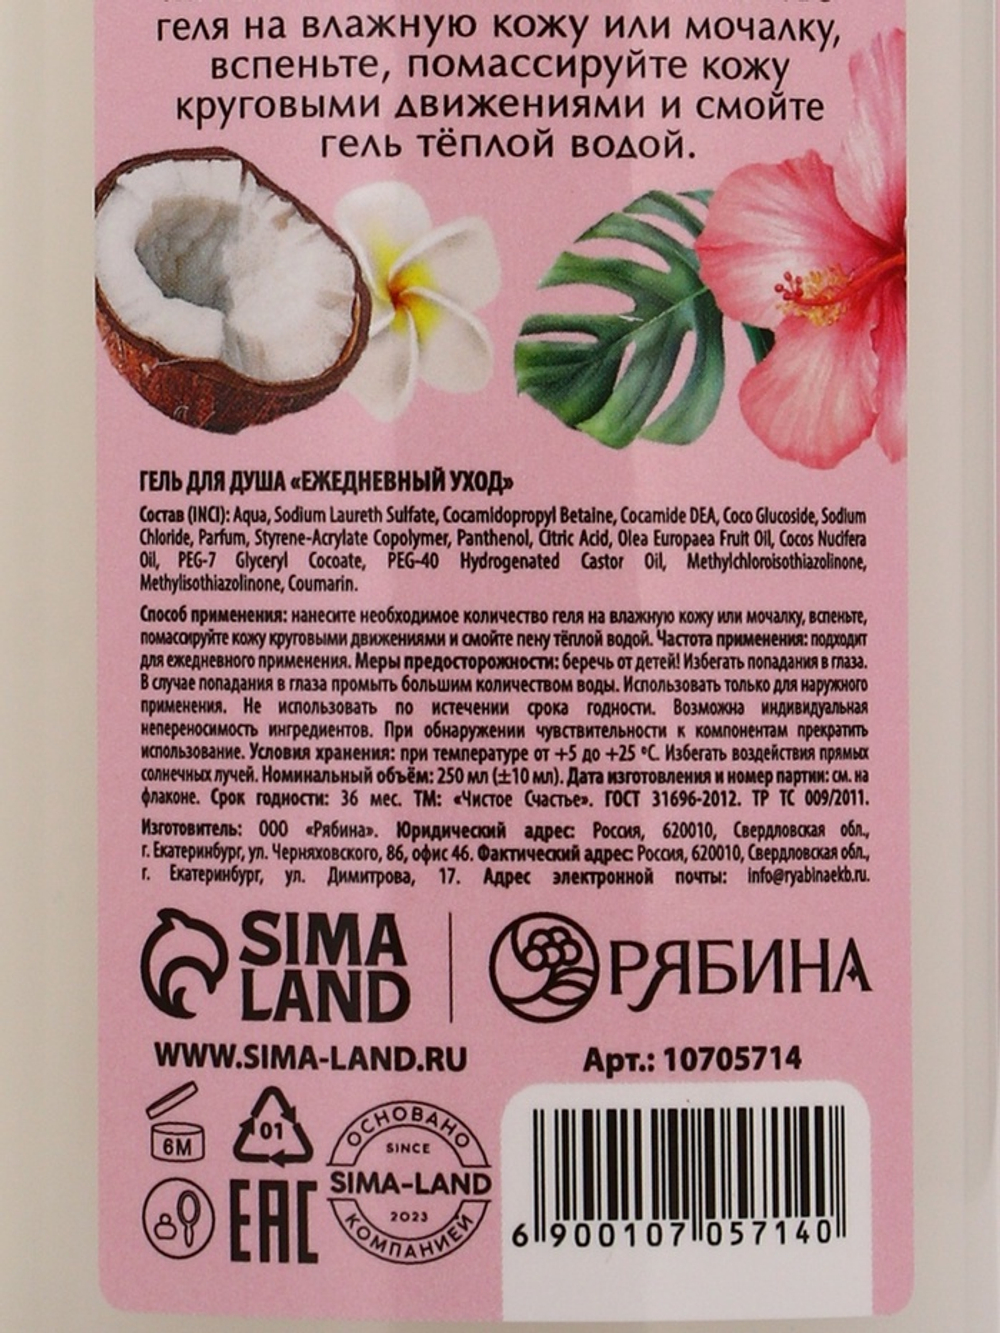 геля на влажную кожу или мочалку,
вспеньте, помассируйте кожу
круговыми движениями и смойте
гель тёплой водой.
ГЕЛЬ ДЛЯ ДУША «ЕЖЕДНЕВНЫЙ УХОД»
Состав (INCI): Aqua, Sodium Laureth Sulfate, Cocamidopropyl Betaine, Cocamide DEA, Coco Glucoside, Sodium
Chloride, Parfum, Styrene-Acrylate Copolymer, Panthenol, Citric Acid, Olea Europaea Fruit Oil, Cocos Nucifera
Oil, PEG-7 Glyceryl Cocoate, PEG-40 Hydrogenated Castor Oil, Methylchloroisothiazolinone,
Methylisothiazolinone, Coumarin.
Способ применения: нанесите необходимое количество геля на влажную кожу или мочалку, вспеньте,
помассируйте кожу круговыми движениями и смойте пену тёплой водой. Частота применения: подходит
для ежедневного применения. Меры предосторожности: беречь от детей! Избегать попадания в глаза.
В случае попадания в глаза промыть большим количеством воды. Использовать только для наружного
применения. Не использовать по истечении срока годности. Возможна индивидуальная
непереносимость ингредиентов. При обнаружении чувствительности к компонентам прекратить
использование. Условия хранения: при температуре от +5 до +25 °C. Избегать воздействия прямых
солнечных лучей. Номинальный объём: 250 мл (±10 мл). Дата изготовления и номер партии: см. на
флаконе. Срок годности: 36 мес. ТМ: «Чистое Счастье». ГОСТ 31696-2012. ТР ТС 009/2011.
Изготовитель: ООО «Рябина». Юридический адрес: Россия, 620010, Свердловская обл.,
г. Екатеринбург, ул. Черняховского, 86, офис 46. Фактический адрес: Россия, 620010, Свердловская обл.,
г. Екатеринбург, ул. Димитрова, 17. Адрес электронной почты: info@ryabinaekb.ru.
SIMA
LAND
РЯБИНА
WWW.SIMA-LAND.RU
Арт.: 10705714
6M
01
EAC
ОСНОВАНО
SINCE
SIMA-LAND
2023
КОМПАНИЕЙ
6 900107 057140